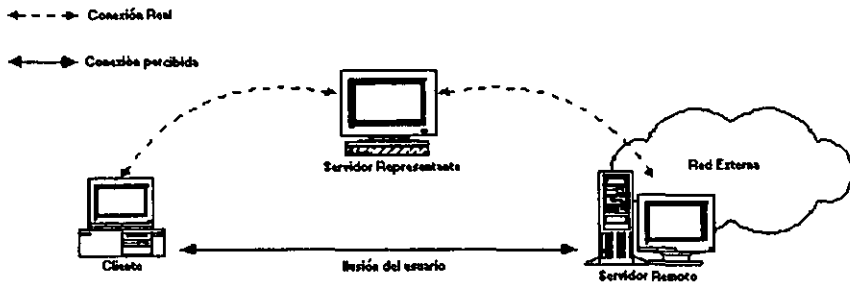 Conexión Real
Conexión percibida
Servidor Representante
Red Externa
Cliente
Ilusión del usuario
Servidor Remoto